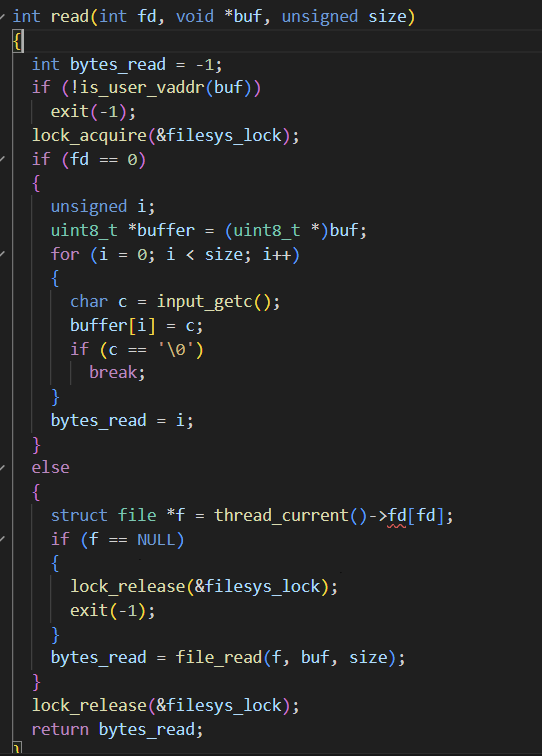 int read(int fd, void *buf, unsigned size)
{
  int bytes_read = -1;
  if (!is_user_vaddr(buf))
    exit(-1);
  lock_acquire(&filesys_lock);
  if (fd == 0)
  {
    unsigned i;
    uint8_t *buffer = (uint8_t *)buf;
    for (i = 0; i < size; i++)
    {
      char c = input_getc();
      buffer[i] = c;
      if (c == '\0')
        break;
    }
    bytes_read = i;
  }
  else
  {
    struct file *f = thread_current()->fd[fd];
    if (f == NULL)
    {
      lock_release(&filesys_lock);
      exit(-1);
    }
    bytes_read = file_read(f, buf, size);
  }
  lock_release(&filesys_lock);
  return bytes_read;
}